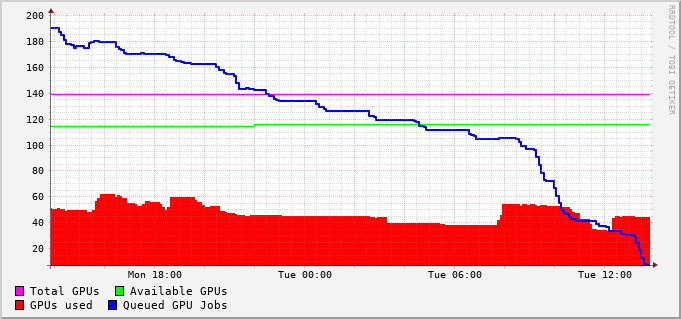 200
180
160
140
120
100
80
60
40
20
Mon 18:00 Tue 00:00 Tue 06:00 Tue 12:00
Total GPUs Available GPUs
GPUs used Queued GPU Jobs
RRDTOOL / TOBI OETIKER